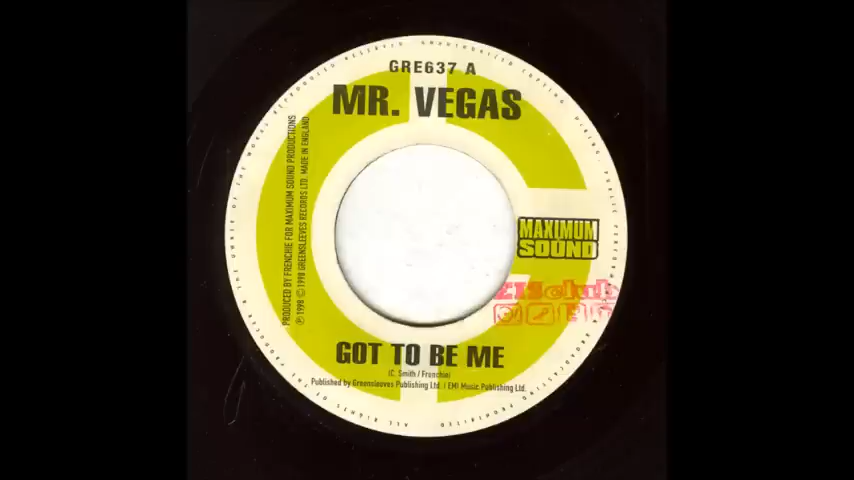 GRE637 A
MR. VEGAS
PRODUCED BY FRENCHIE FOR MAXIMUM SOUND PRODUCTIONS
℗ 1998 © 1998 GREENSLEEVES RECORDS LTD. MADE IN ENGLAND
MAXIMUM
SOUND
GOT TO BE ME
(C. Smith / Frenchie)
Published by Greensleeves Publishing Ltd. / EMI Music Publishing Ltd.